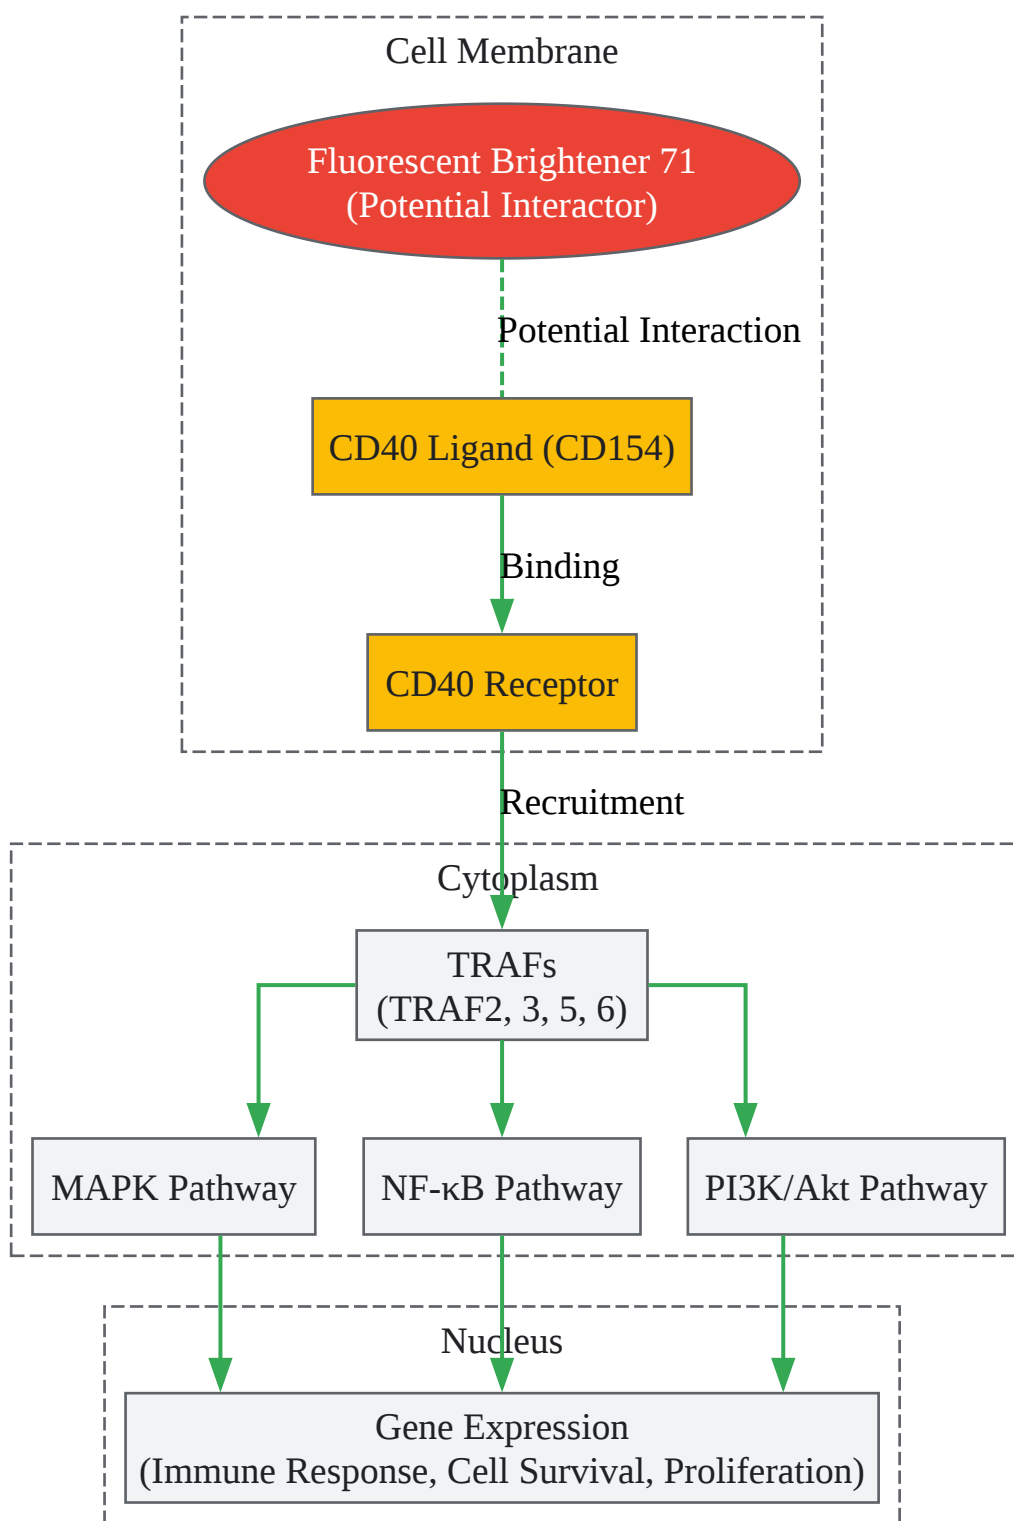 Cell Membrane
Fluorescent Brightener 71
(Potential Interactor)
Potential Interaction
CD40 Ligand (CD154)
Binding
CD40 Receptor
Recruitment
Cytoplasm
TRAFs
(TRAF2, 3, 5, 6)
MAPK Pathway
NF-κB Pathway
PI3K/Akt Pathway
Nucleus
Gene Expression
(Immune Response, Cell Survival, Proliferation)